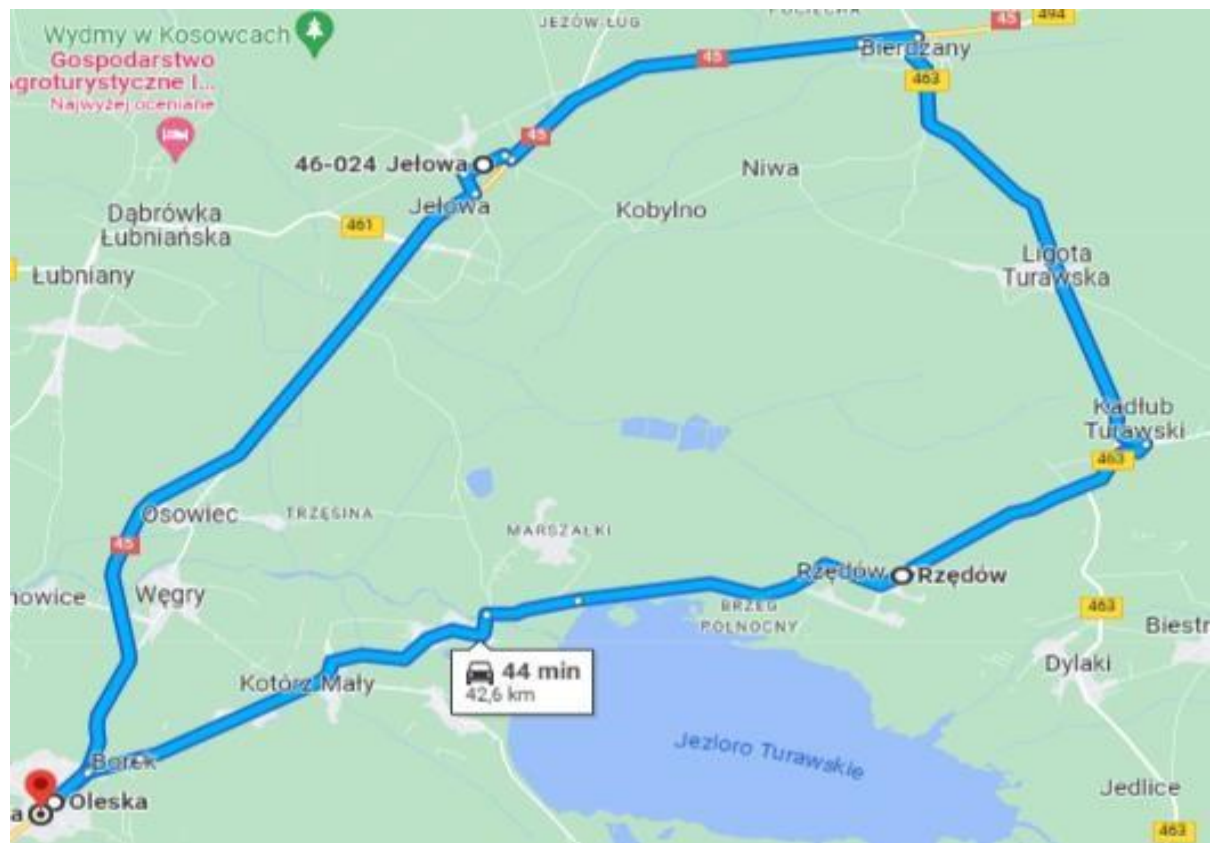 JEŻÓW-ŁUG
45
494
Wydmy w Kosowcach
Bierdzany
Gospodarstwo
Agroturystyczne I...
Najwyżej oceniane
45
463
45
46-024 Jełowa
Niwa
Jełowa
Kobylno
Dąbrówka
Łubniańska
461
Ligota
Turawska
Łubniany
Kadłub
Turawski
463
Osowiec
TRZĘSINA
MARSZAŁKI
45
Rzędów
Rzędów
nowice
Węgry
BRZEG
PÓŁNOCNY
463
Biestr
44 min
42,6 km
Dylaki
Kotórz Mały
Jezioro Turawskie
Borek
Jedlice
Oleska
a
463